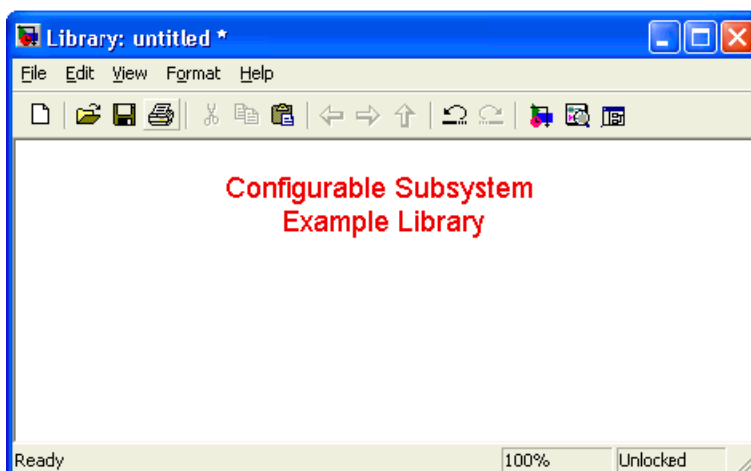 Library: untitled *
File Edit View Format Help
Configurable Subsystem
Example Library
Ready 100% Unlocked